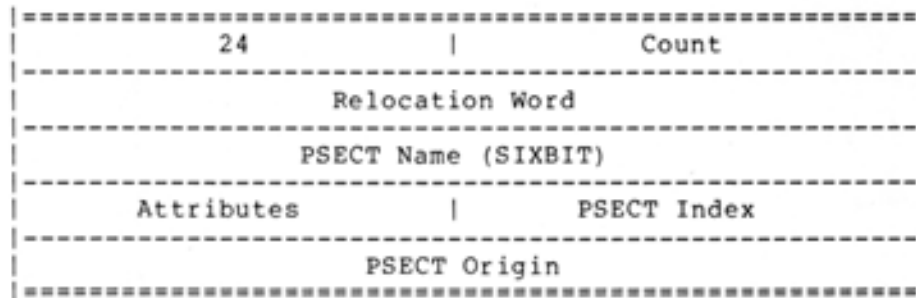 24 | Count
Relocation Word
PSECT Name (SIXBIT)
Attributes | PSECT Index
PSECT Origin